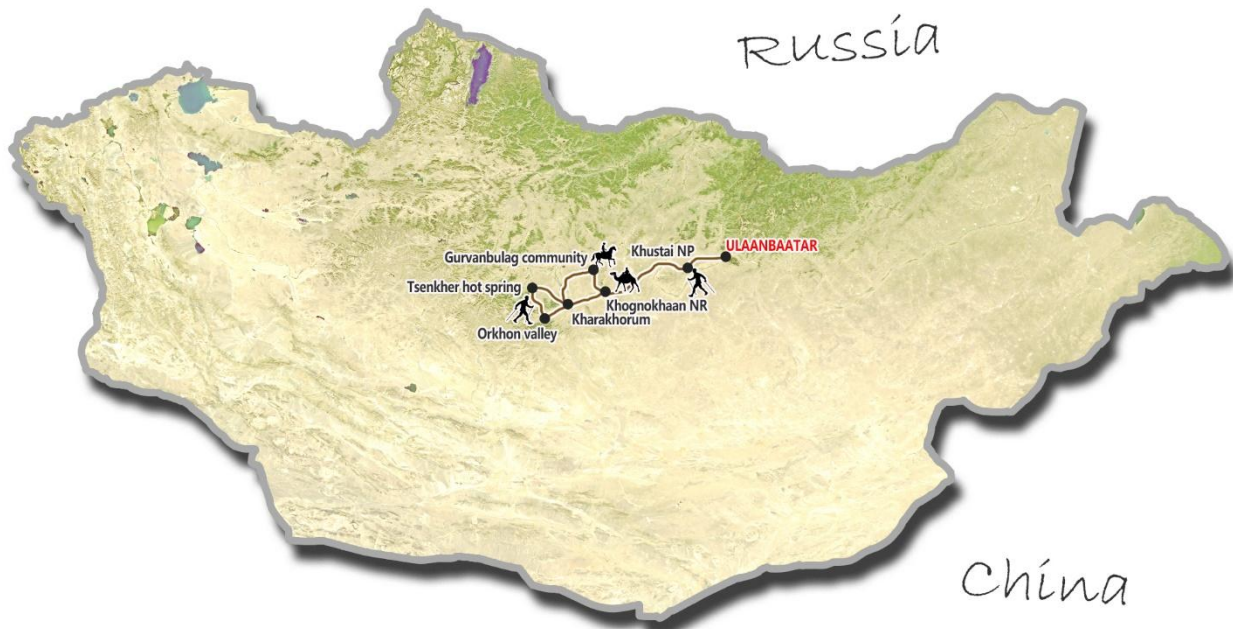 Russia
ULAANBAATAR
Khustai NP
Gurvanbulag community
Tsenkher hot spring
Khognokhaan NR
Kharakhorum
Orkhon valley
China